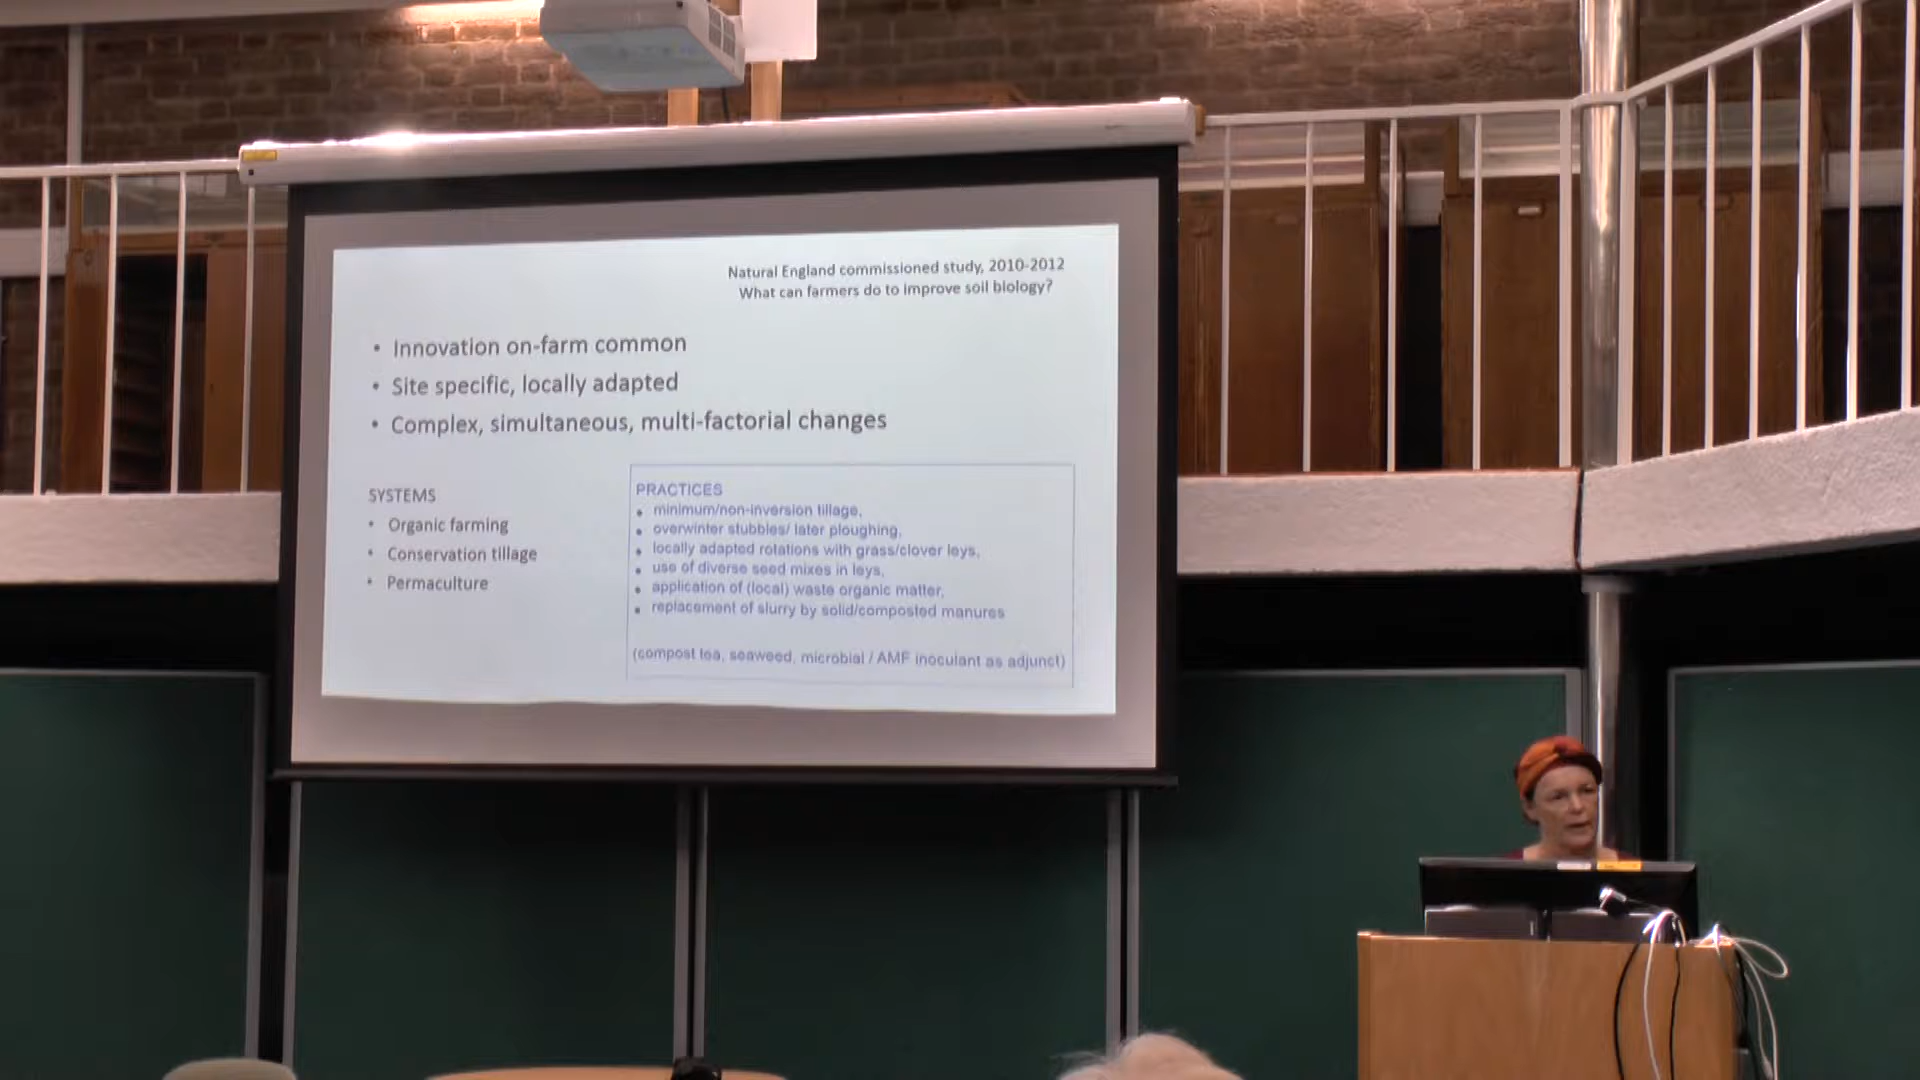 Natural England commissioned study, 2010-2012
What can farmers do to improve soil biology?
• Innovation on-farm common
• Site specific, locally adapted
• Complex, simultaneous, multi-factorial changes
SYSTEMS
• Organic farming
• Conservation tillage
• Permaculture
PRACTICES
• minimum/non-inversion tillage,
• overwinter stubbles/ later ploughing,
• locally adapted rotations with grass/clover leys,
• use of diverse seed mixes in leys,
• application of (local) waste organic matter,
• replacement of slurry by solid/composted manures
(compost tea, seaweed, microbial / AMF inoculant as adjunct)